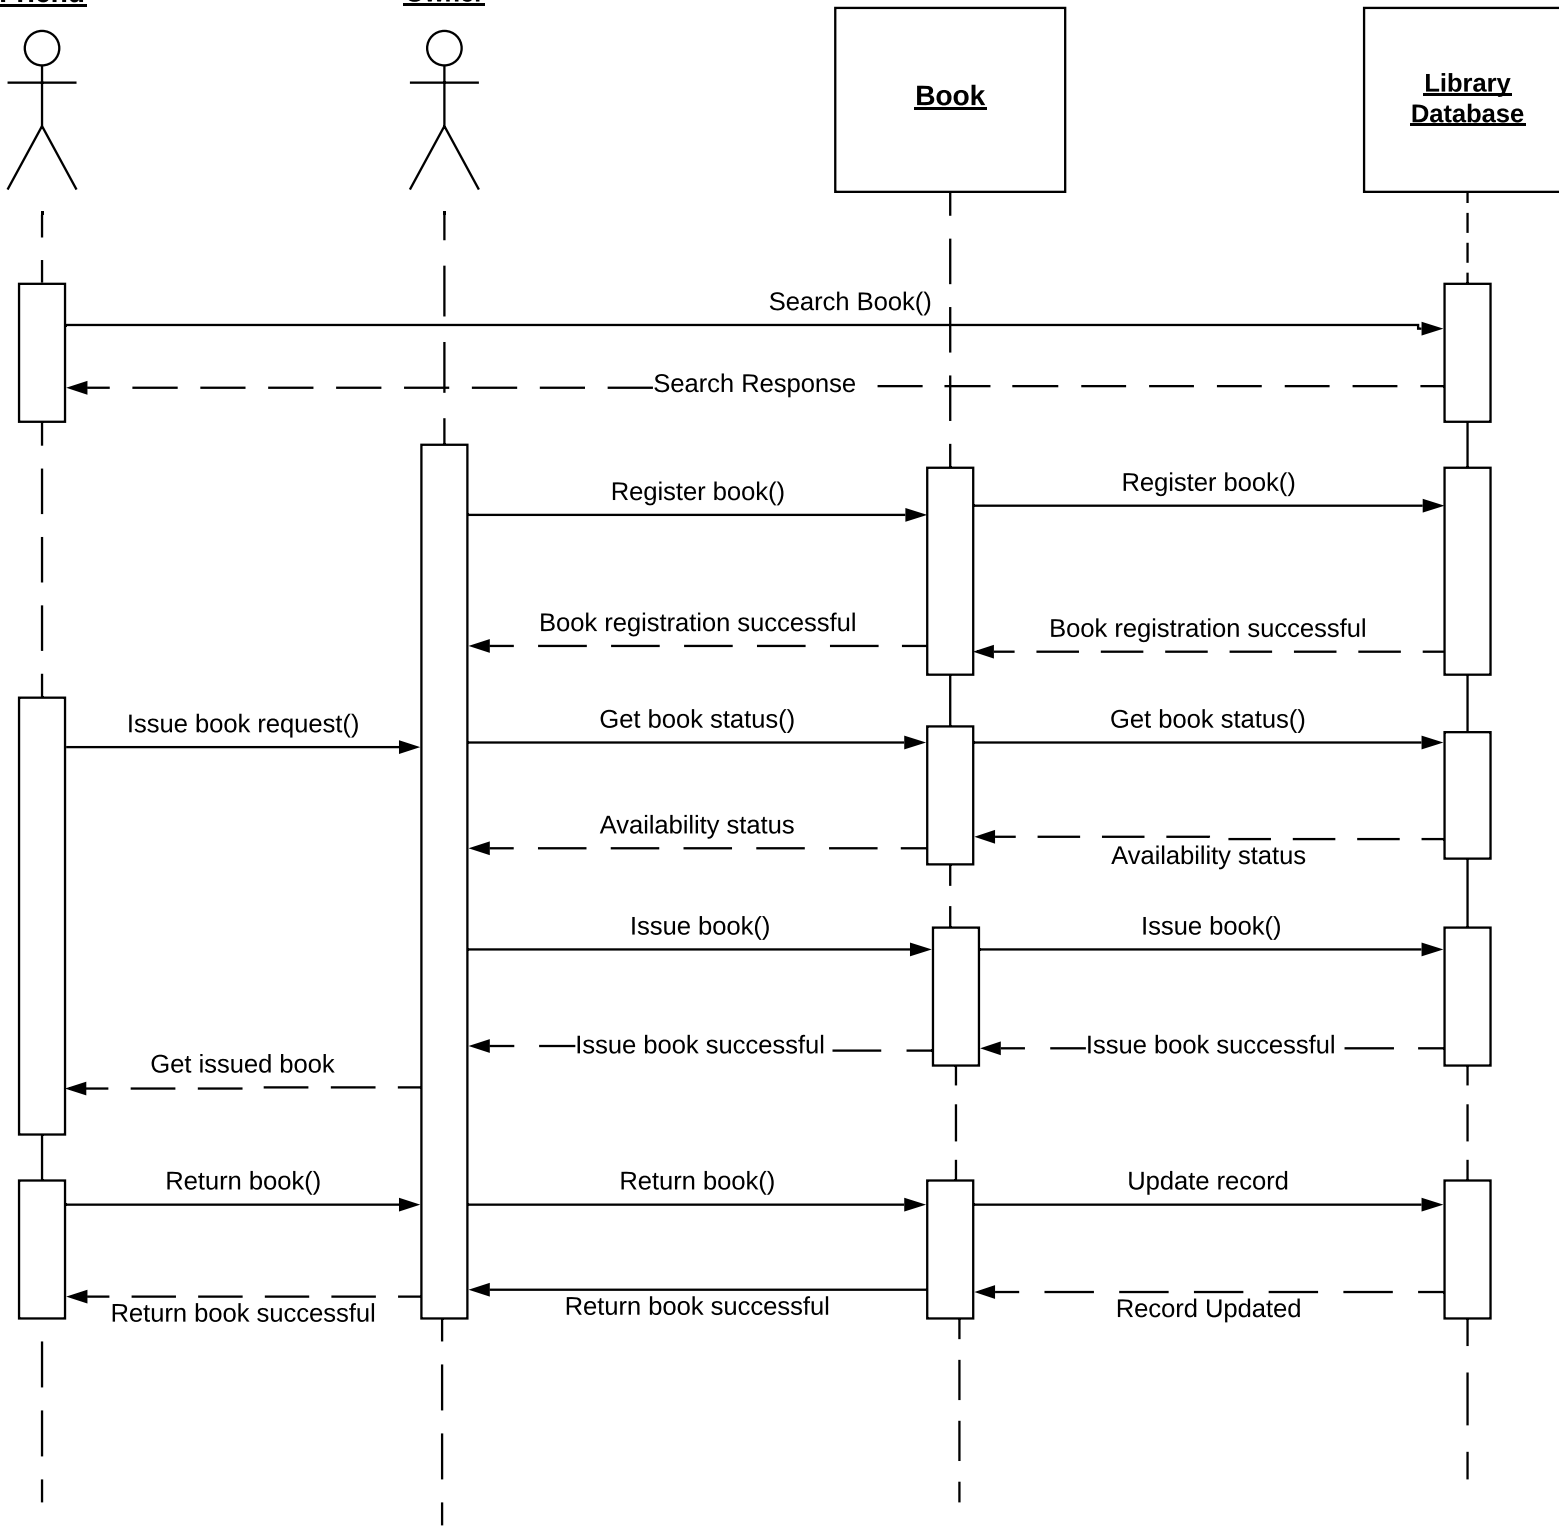 Friend
Owner
Book
Library
Database
Search Book()
Search Response
Register book()
Register book()
Book registration successful
Book registration successful
Issue book request()
Get book status()
Get book status()
Availability status
Availability status
Issue book()
Issue book()
Issue book successful
Issue book successful
Get issued book
Return book()
Return book()
Update record
Return book successful
Return book successful
Record Updated